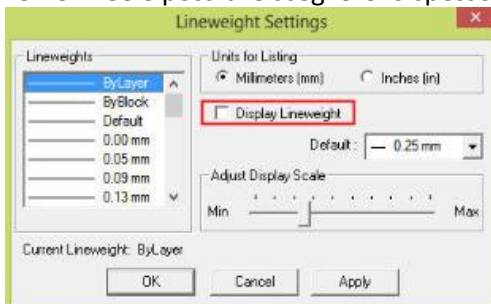 Lineweight Settings
Lineweights
ByLayer
ByBlock
Default
0.00 mm
0.05 mm
0.09 mm
0.13 mm
Units for Listing
Millimeters (mm) Inches (in)
Display Lineweight
Default : 0.25 mm
Adjust Display Scale
Min Max
Current Lineweight: ByLayer
OK Cancel Apply